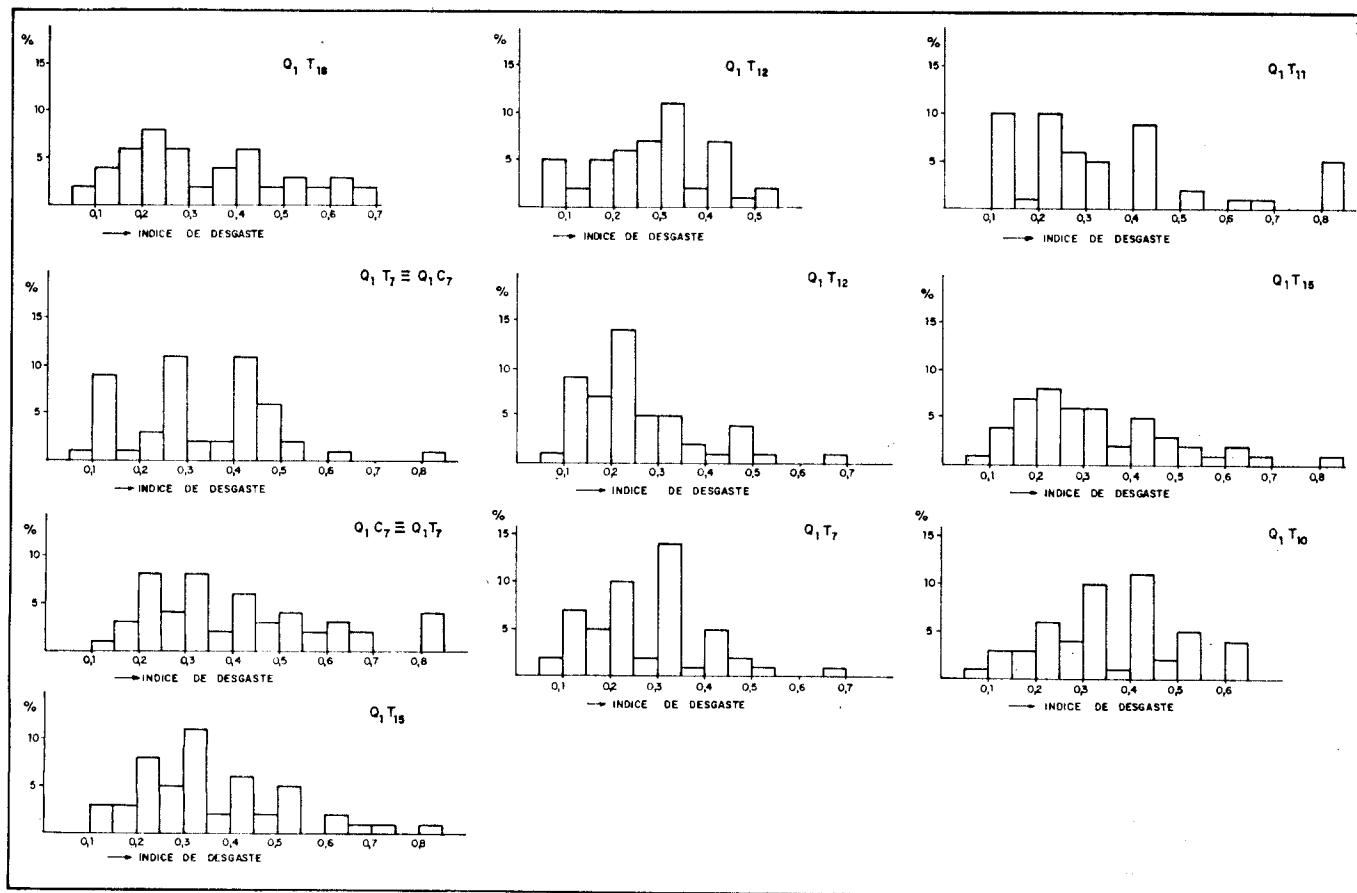 %
15
10
5
Q₁ T₁₈
0,1 0,2 0,3 0,4 0,5 0,6 0,7
INDICE DE DESGASTE
%
15
10
5
Q₁ T₁₂
0,1 0,2 0,3 0,4 0,5
INDICE DE DESGASTE
%
15
10
5
Q₁ T₁₁
0,1 0,2 0,3 0,4 0,5 0,6 0,7 0,8
INDICE DE DESGASTE
%
15
10
5
Q₁ T₇ ≡ Q₁ C₇
0,1 0,2 0,3 0,4 0,5 0,6 0,7 0,8
INDICE DE DESGASTE
%
15
10
5
Q₁ T₁₂
0,1 0,2 0,3 0,4 0,5 0,6 0,7
INDICE DE DESGASTE
%
15
10
5
Q₁ T₁₅
0,1 0,2 0,3 0,4 0,5 0,6 0,7 0,8
INDICE DE DESGASTE
%
10
5
Q₁ C₇ ≡ Q₁ T₇
0,1 0,2 0,3 0,4 0,5 0,6 0,7 0,8
INDICE DE DESGASTE
%
15
10
5
Q₁ T₇
0,1 0,2 0,3 0,4 0,5 0,6 0,7
INDICE DE DESGASTE
%
15
10
5
Q₁ T₁₀
0,1 0,2 0,3 0,4 0,5 0,6
INDICE DE DESGASTE
%
10
5
Q₁ T₁₅
0,1 0,2 0,3 0,4 0,5 0,6 0,7 0,8
INDICE DE DESGASTE